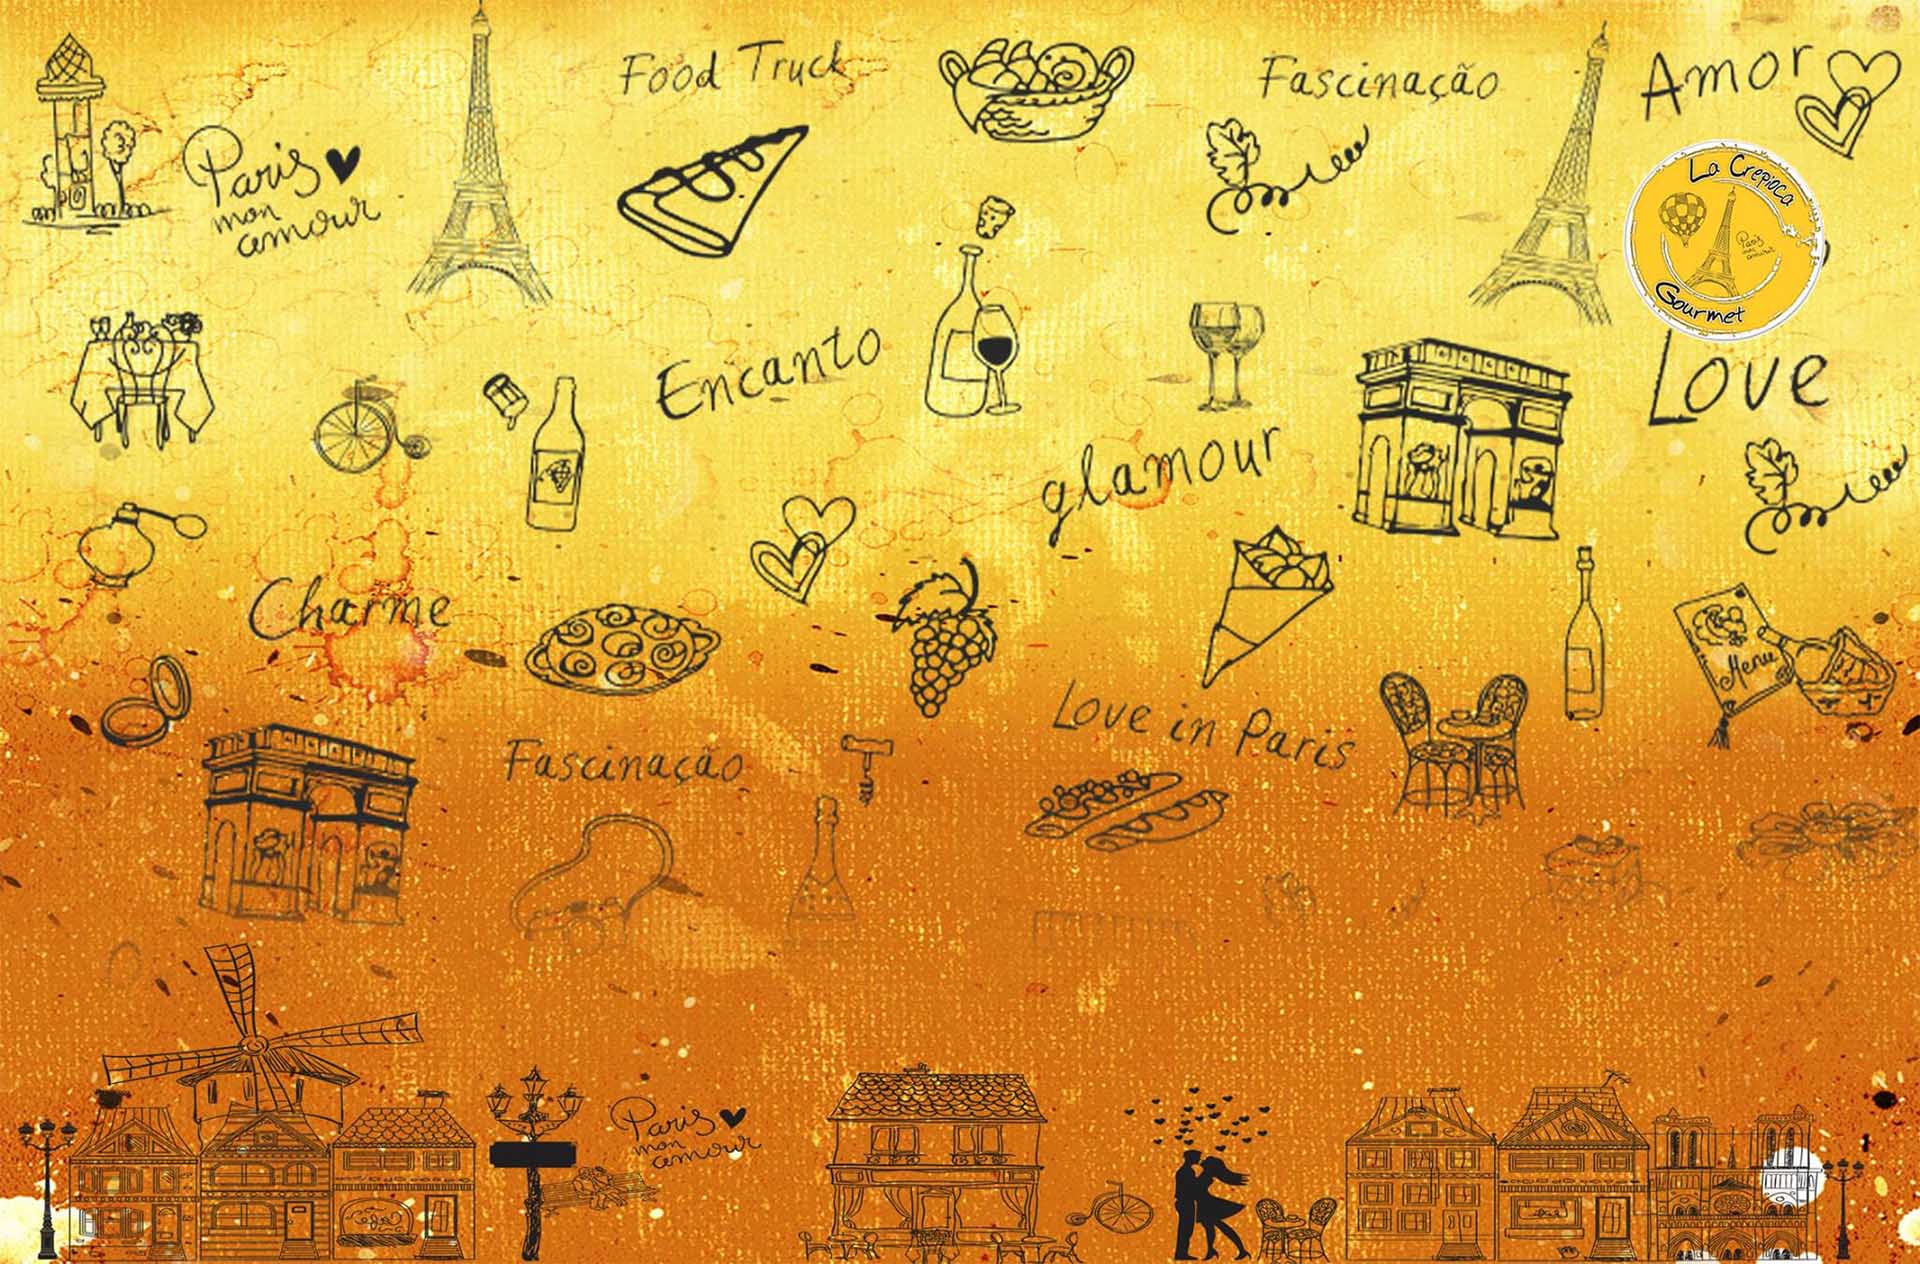 Food Truck
Fascinação
Amor
Paris
mon
amour
La Crepioca
Paris
mon
amour
Gourmet
Encanto
Love
glamour
Charme
Menu
Love in Paris
Fascinação
Paris
mon
amour